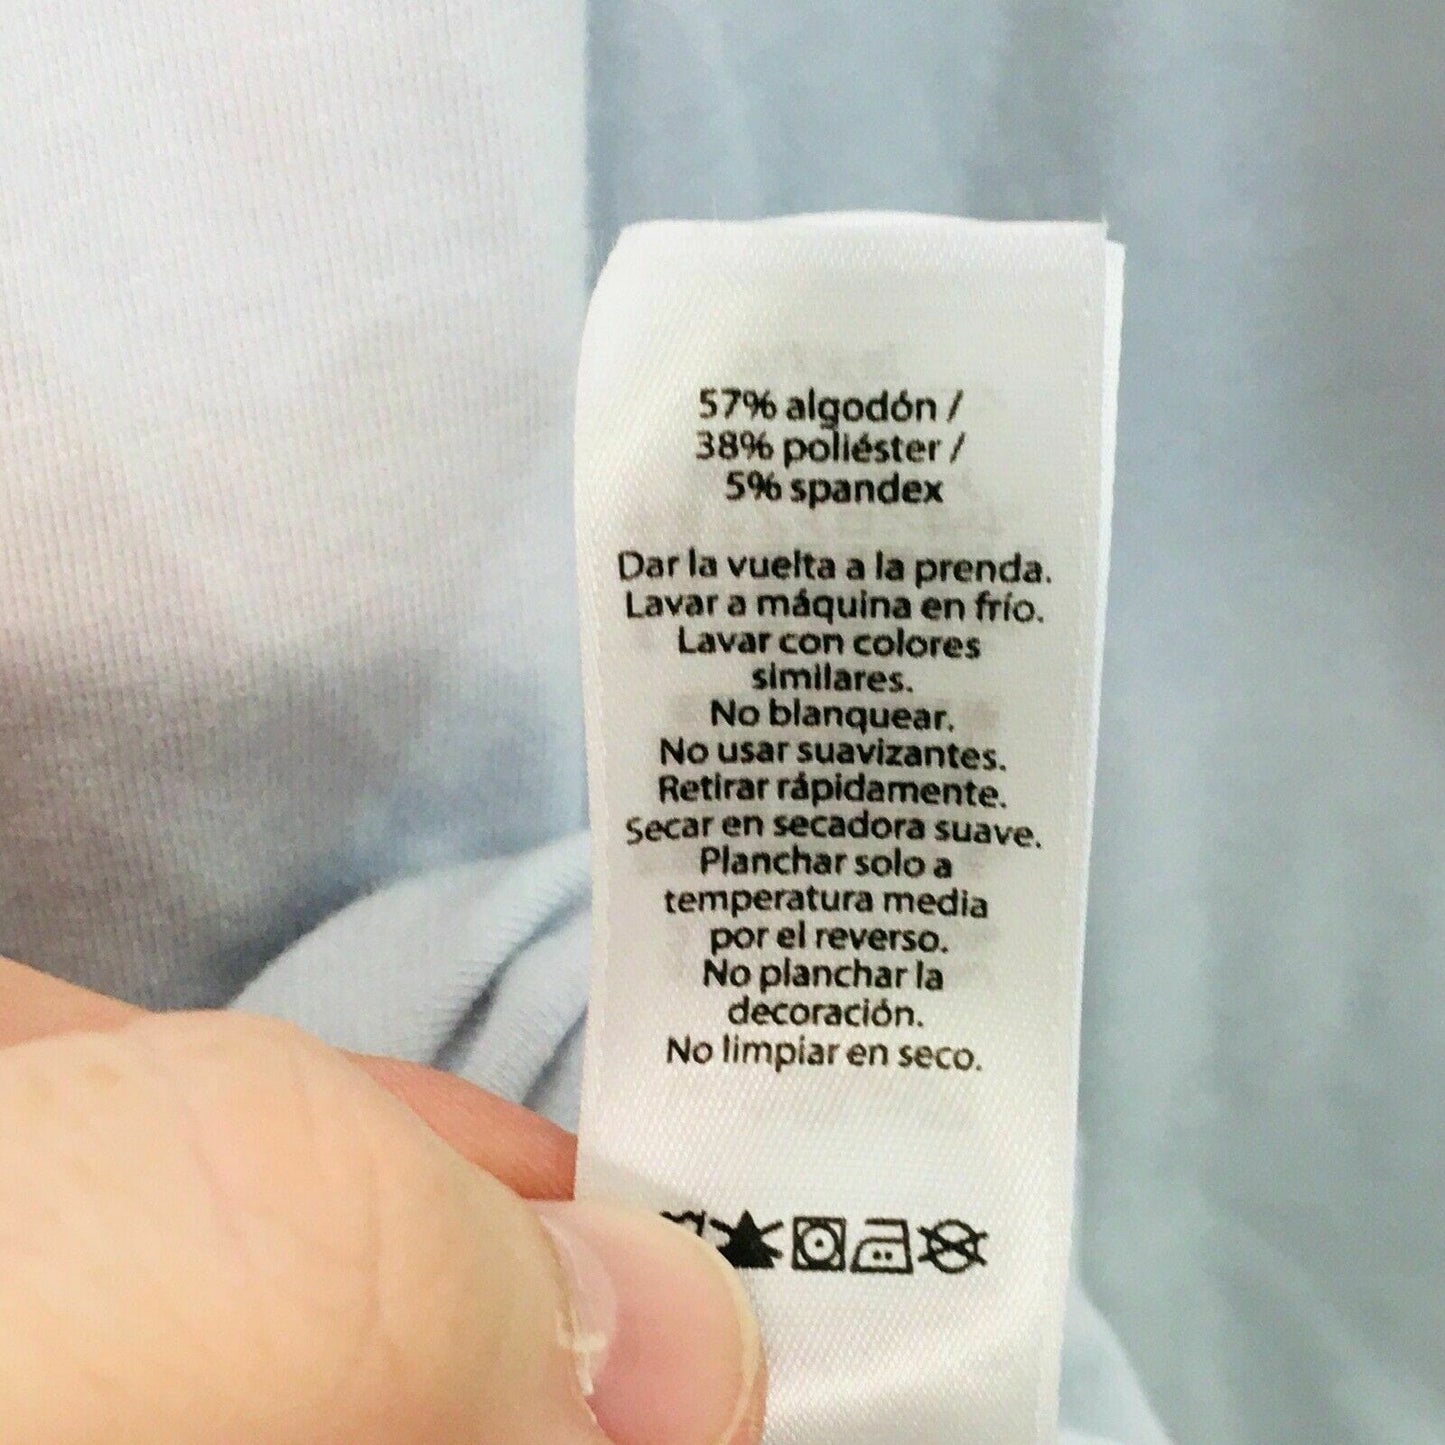 57% algodón /
38% poliéster /
5% spandex
Dar la vuelta a la prenda.
Lavar a máquina en frío.
Lavar con colores
similares.
No blanquear.
No usar suavizantes.
Retirar rápidamente.
Secar en secadora suave.
Planchar solo a
temperatura media
por el reverso.
No planchar la
decoración.
No limpiar en seco.